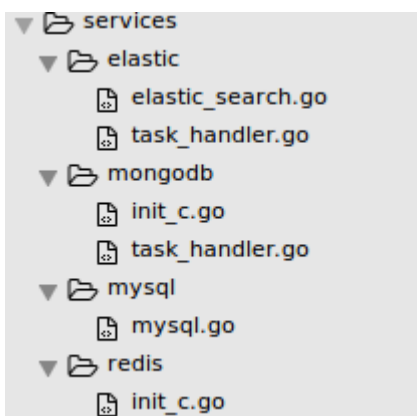 services
elastic
elastic_search.go
task_handler.go
mongodb
init_c.go
task_handler.go
mysql
mysql.go
redis
init_c.go